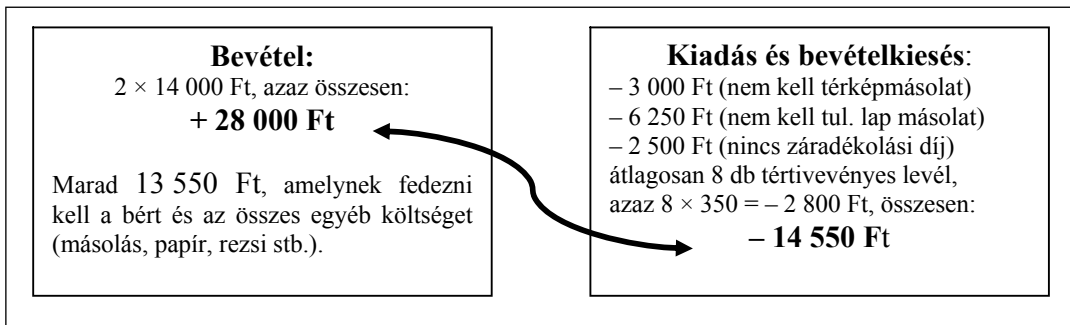 Bevétel:
2 × 14 000 Ft, azaz összesen:
+ 28 000 Ft
Marad 13 550 Ft, amelynek fedezni
kell a bért és az összes egyéb költséget
(másolás, papír, rezsi stb.).
Kiadás és bevételkiesés:
– 3 000 Ft (nem kell térképmásolat)
– 6 250 Ft (nem kell tul. lap másolat)
– 2 500 Ft (nincs záradékolási díj)
átlagosan 8 db tértivevényes levél,
azaz 8 × 350 = – 2 800 Ft, összesen:
– 14 550 Ft